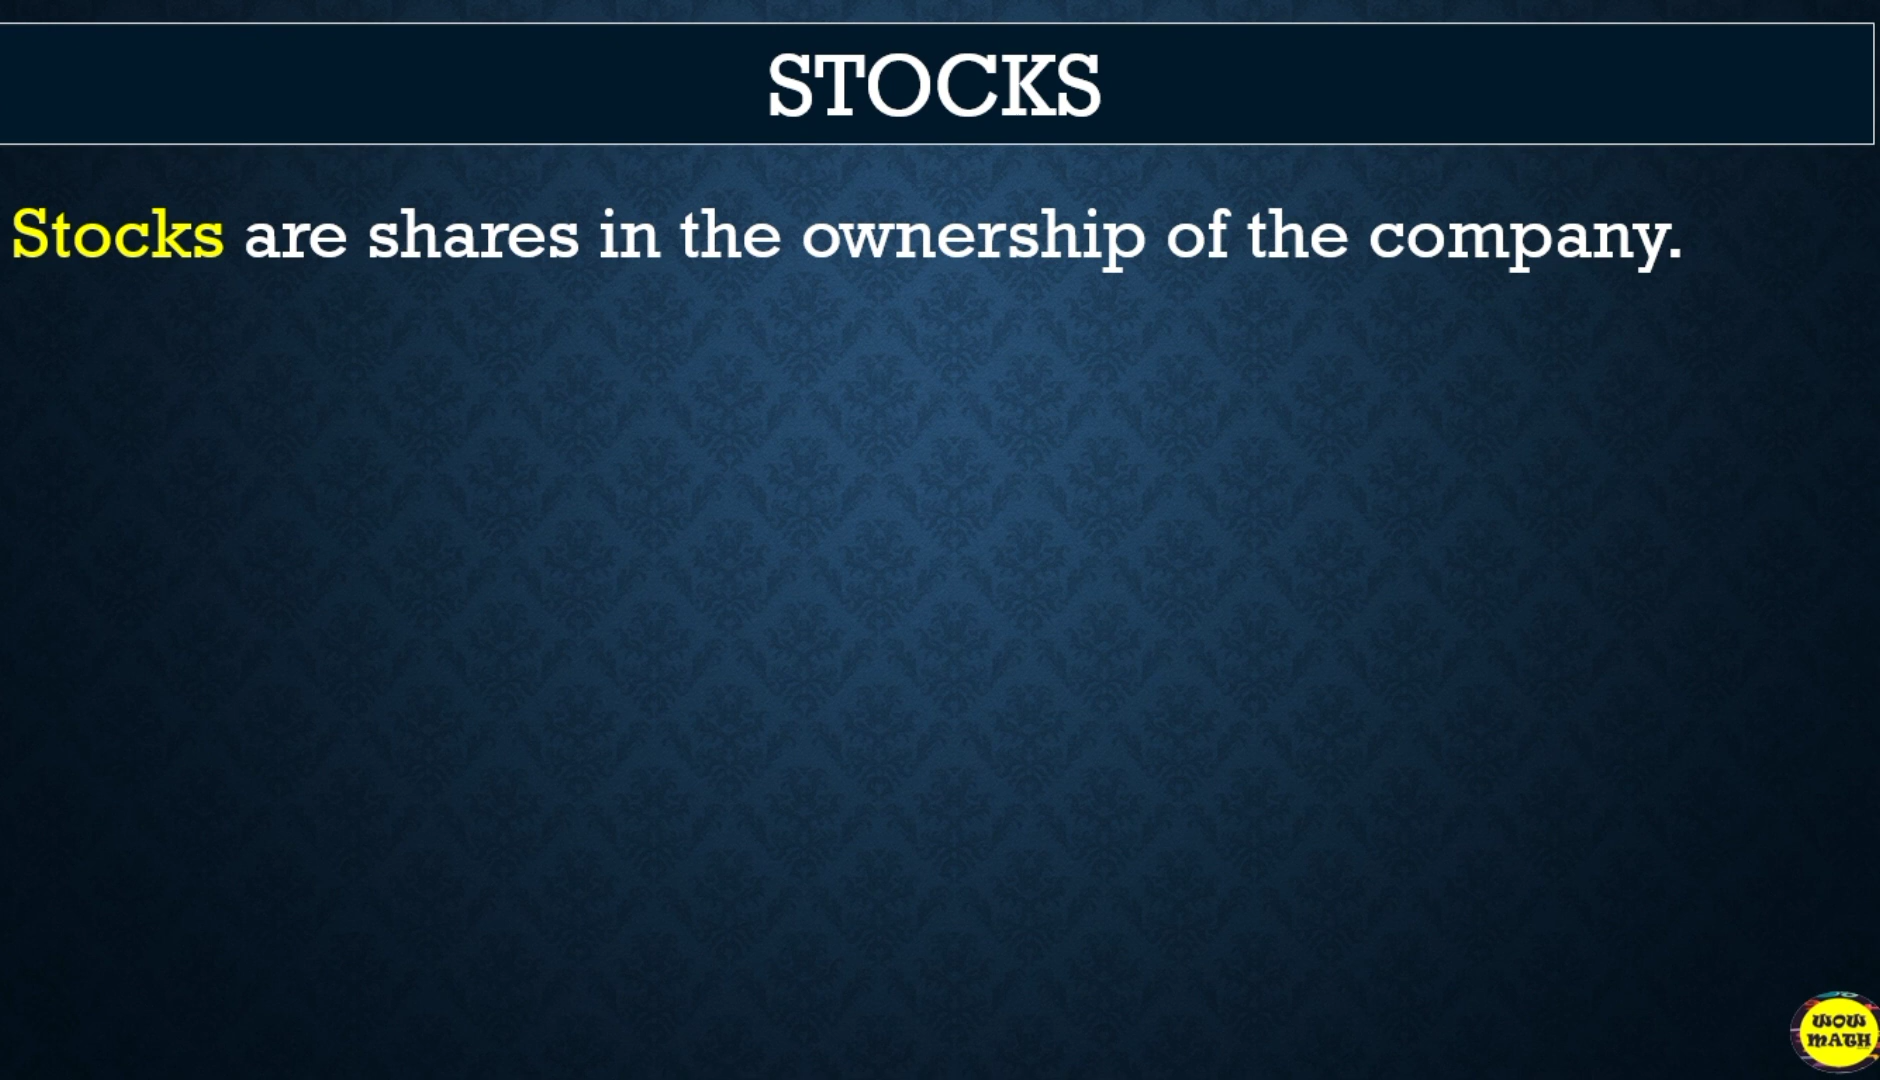 STOCKS
Stocks are shares in the ownership of the company.
WOW
MATH